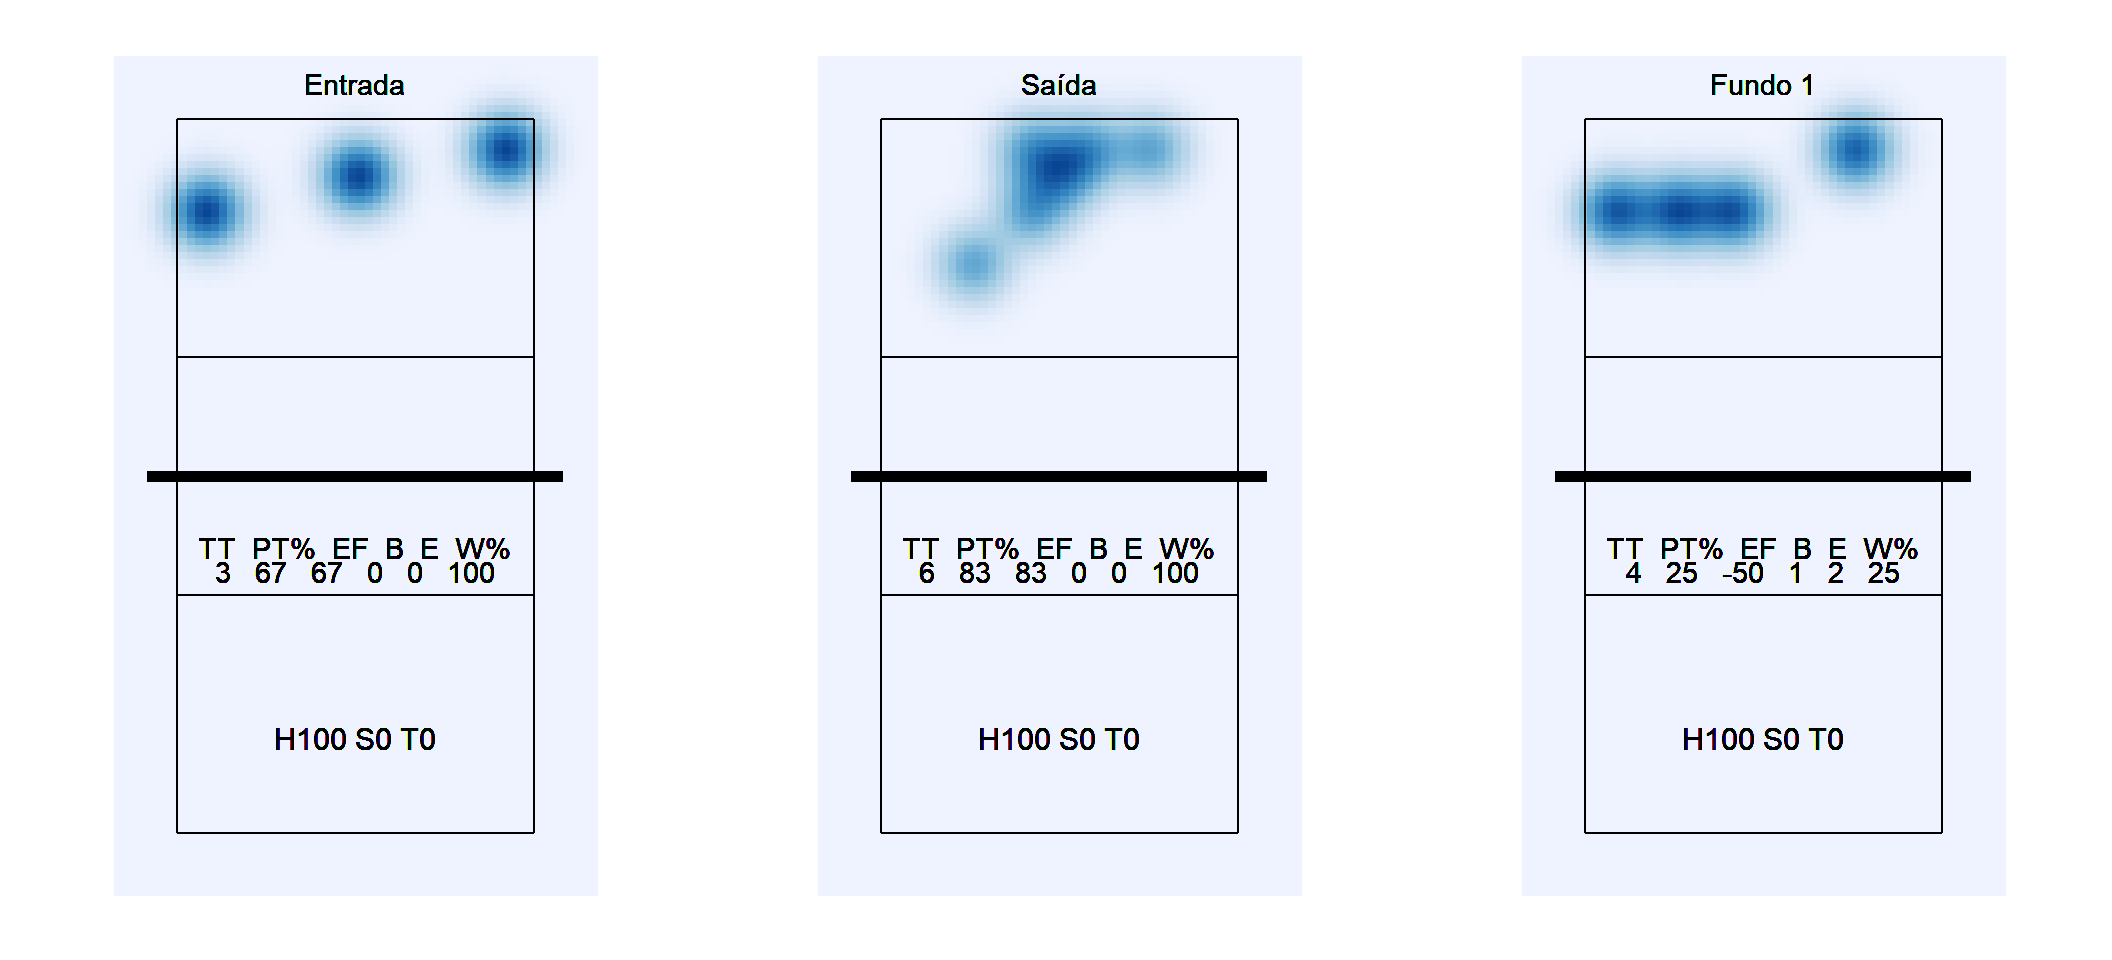 Entrada
TT PT% EF B E W%
3 67 67 0 0 100
H100 S0 T0
Saída
TT PT% EF B E W%
6 83 83 0 0 100
H100 S0 T0
Fundo 1
TT PT% EF B E W%
4 25 -50 1 2 25
H100 S0 T0